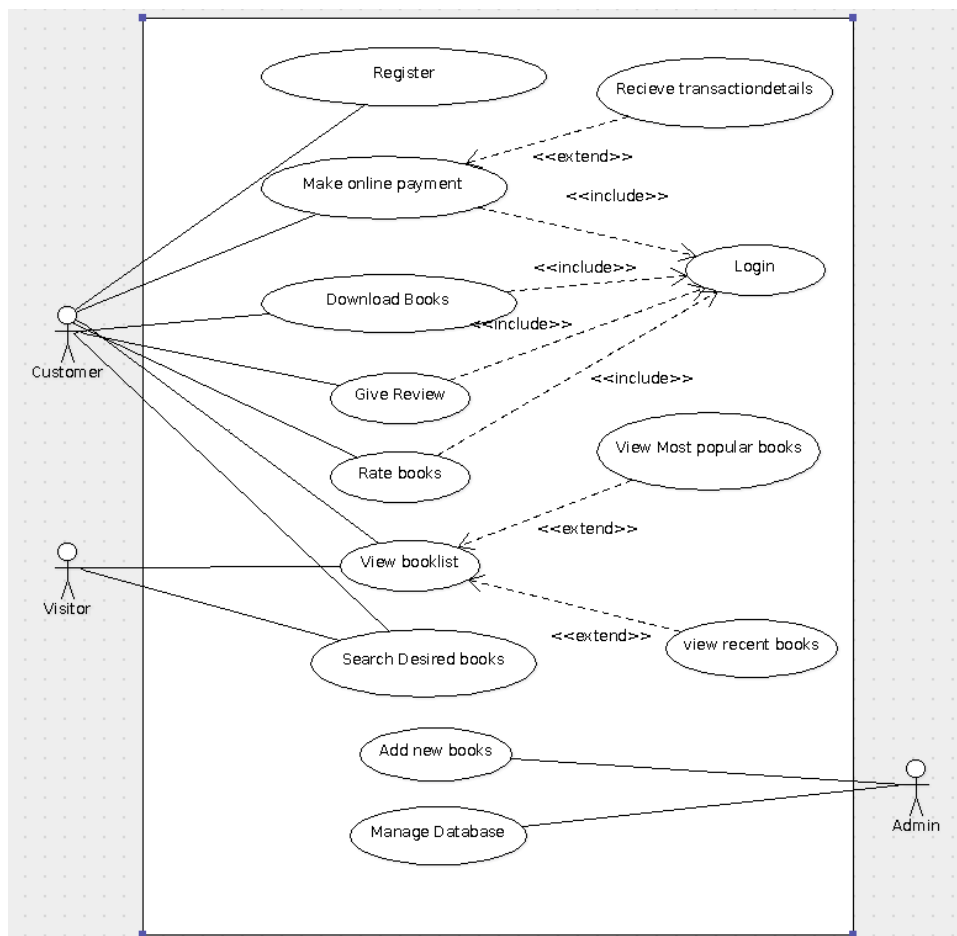 Register
Recieve transactiondetails
<<extend>>
Make online payment
<<include>>
Login
<<include>>
Download Books
<<include>>
Customer
<<include>>
Give Review
View Most popular books
Rate books
<<extend>>
View booklist
Visitor
<<extend>>
view recent books
Search Desired books
Add new books
Admin
Manage Database